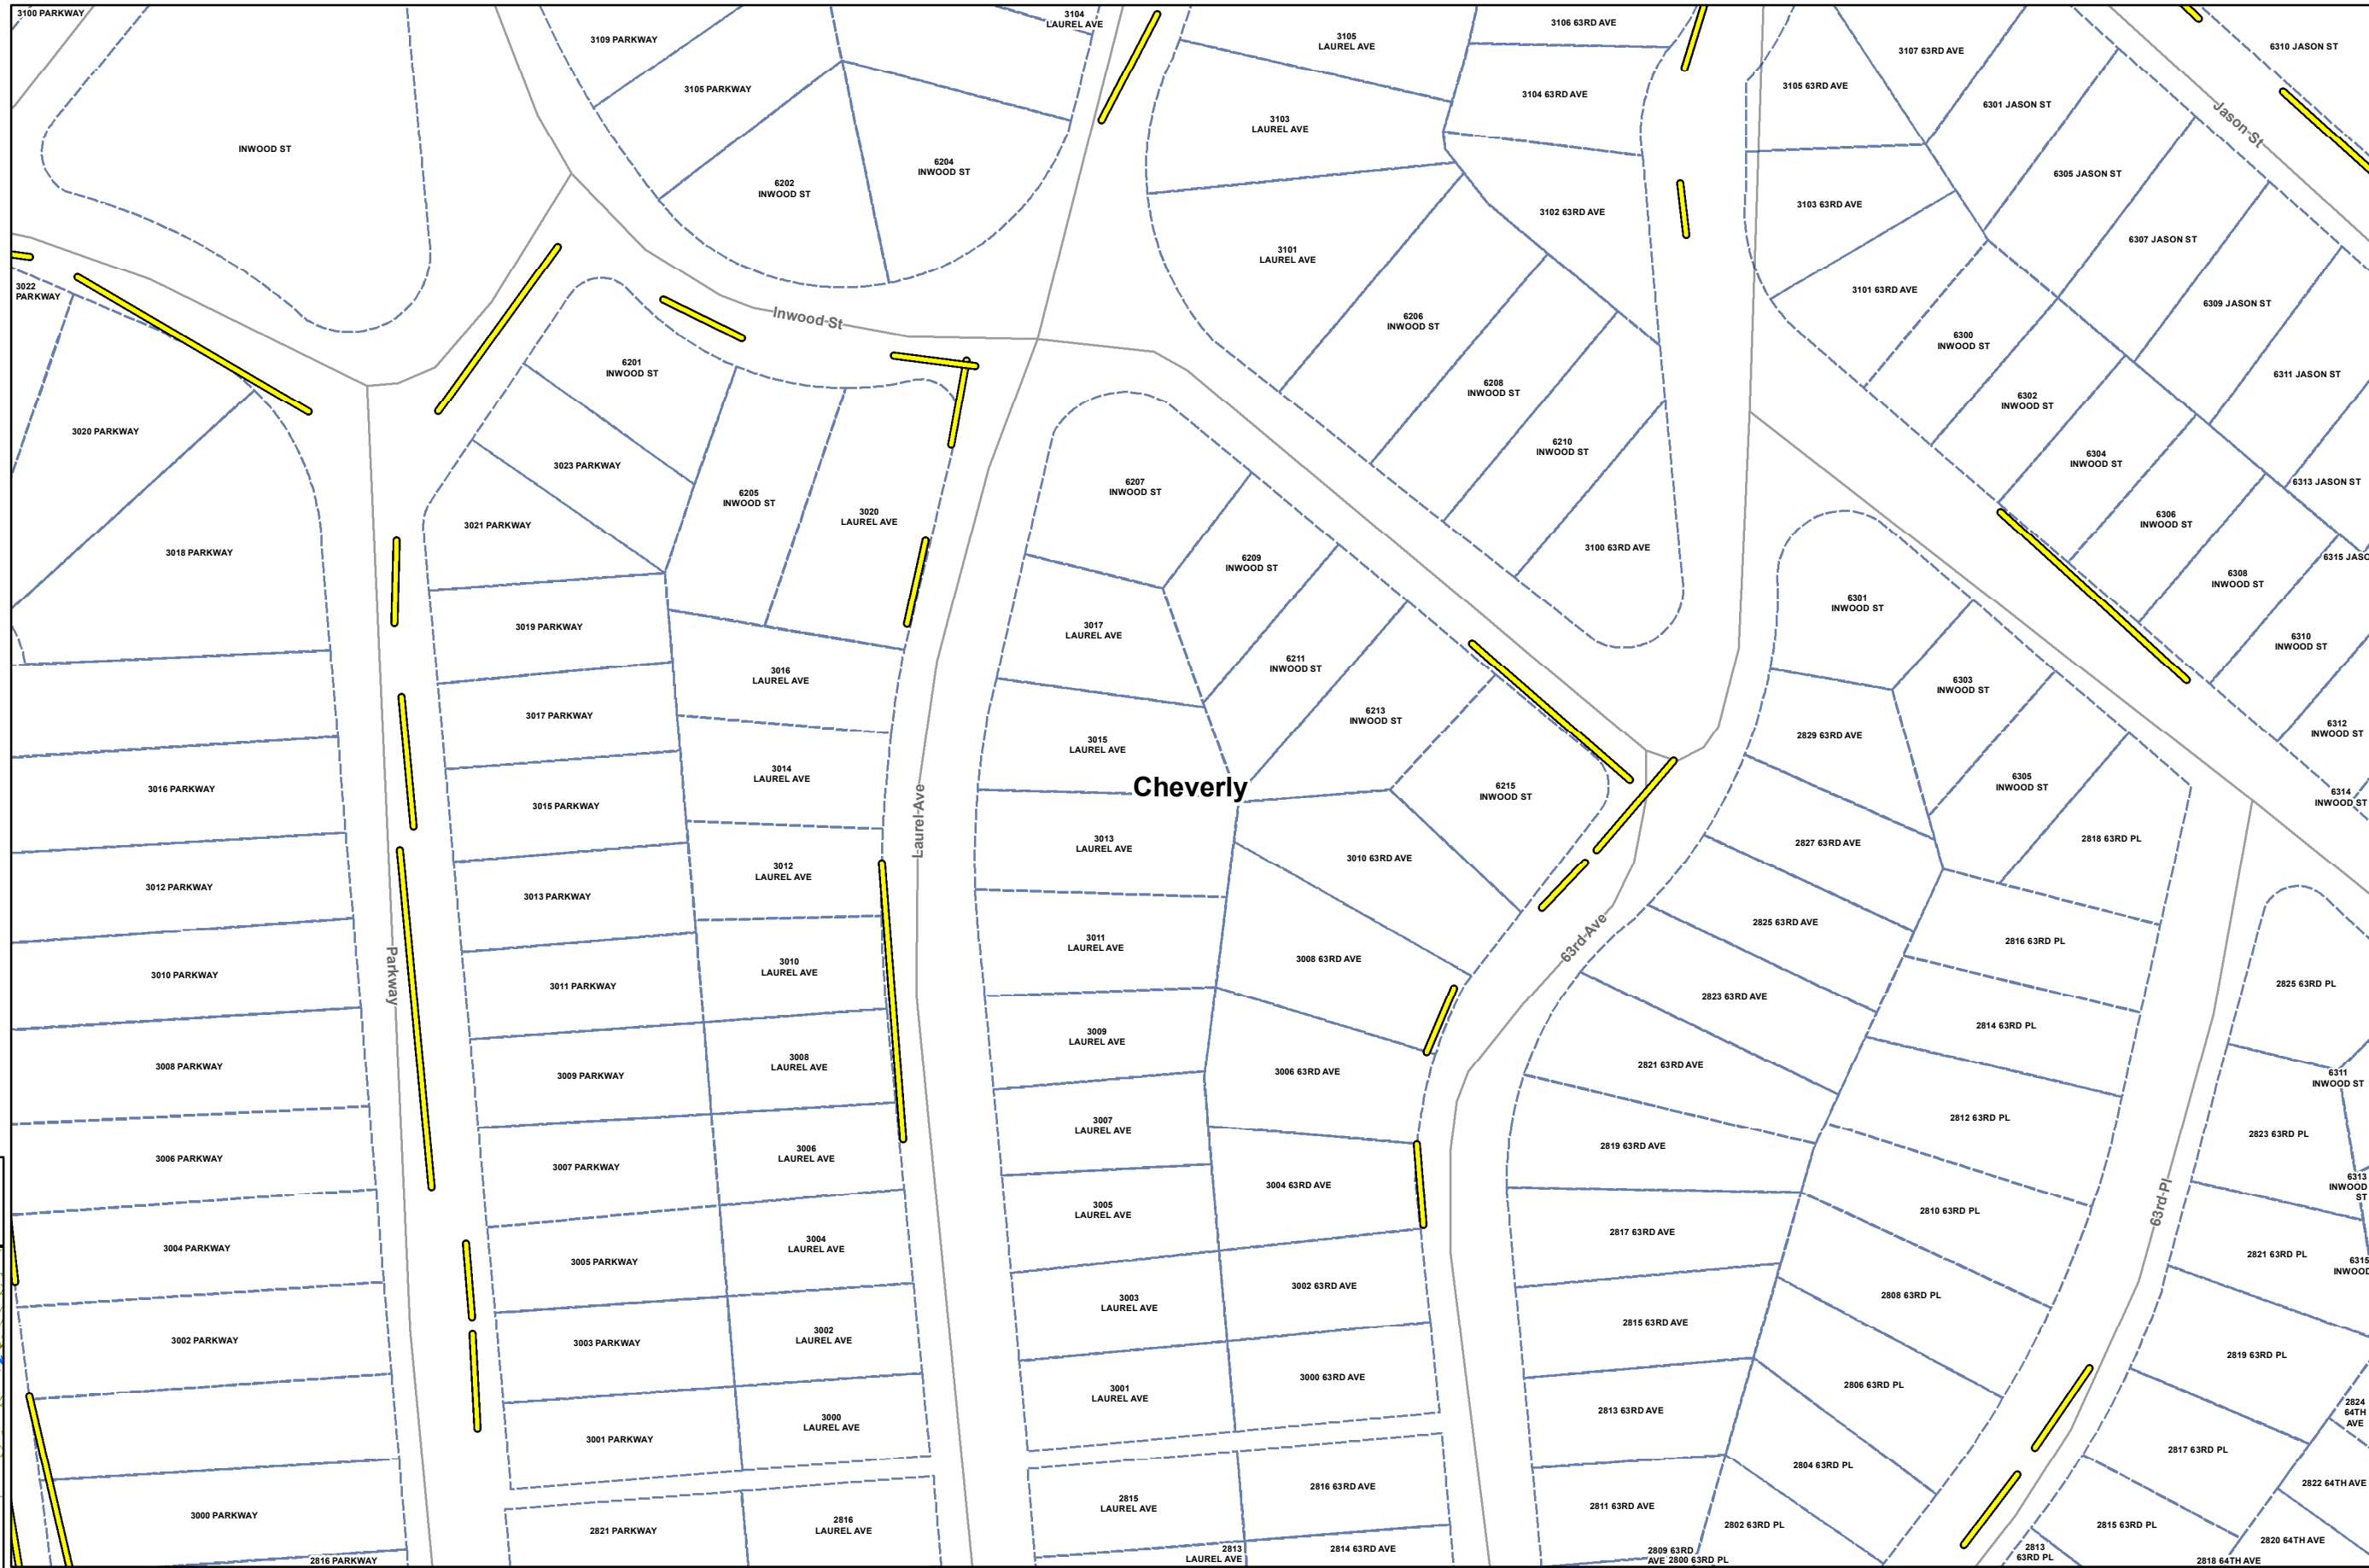 3100 PARKWAY
3104
LAUREL AVE
3109 PARKWAY
3105
LAUREL AVE
3106 63RD AVE
3107 63RD AVE
6310 JASON ST
3105 PARKWAY
3104 63RD AVE
3105 63RD AVE
6301 JASON ST
Jason St
INWOOD ST
3103
LAUREL AVE
6204
INWOOD ST
6202
INWOOD ST
6305 JASON ST
3102 63RD AVE
3103 63RD AVE
6307 JASON ST
3101
LAUREL AVE
3022
PARKWAY
3101 63RD AVE
6309 JASON ST
Inwood St
6206
INWOOD ST
6300
INWOOD ST
6201
INWOOD ST
6311 JASON ST
6208
INWOOD ST
6302
INWOOD ST
3020 PARKWAY
3023 PARKWAY
6210
INWOOD ST
6304
INWOOD ST
6205
INWOOD ST
6207
INWOOD ST
6313 JASON ST
3020
LAUREL AVE
3021 PARKWAY
6306
INWOOD ST
3018 PARKWAY
3100 63RD AVE
6209
INWOOD ST
6315 JASO
6308
INWOOD ST
6301
INWOOD ST
3019 PARKWAY
3017
LAUREL AVE
6310
INWOOD ST
3016
LAUREL AVE
6211
INWOOD ST
6303
INWOOD ST
3017 PARKWAY
6213
INWOOD ST
6312
INWOOD ST
2829 63RD AVE
3015
LAUREL AVE
3014
LAUREL AVE
6305
INWOOD ST
3016 PARKWAY
Cheverly
6215
INWOOD ST
6314
INWOOD ST
3015 PARKWAY
Laurel Ave
3013
LAUREL AVE
2827 63RD AVE
2818 63RD PL
3010 63RD AVE
3012
LAUREL AVE
3012 PARKWAY
3013 PARKWAY
2825 63RD AVE
63rd Ave
3011
LAUREL AVE
2816 63RD PL
3008 63RD AVE
3010
LAUREL AVE
Parkway
3010 PARKWAY
3011 PARKWAY
2825 63RD PL
2823 63RD AVE
2814 63RD PL
3009
LAUREL AVE
3008
LAUREL AVE
3008 PARKWAY
3009 PARKWAY
3006 63RD AVE
2821 63RD AVE
6311
INWOOD ST
2812 63RD PL
3007
LAUREL AVE
2823 63RD PL
3006
LAUREL AVE
3006 PARKWAY
3007 PARKWAY
2819 63RD AVE
3004 63RD AVE
6313
INWOOD
ST
63rd Pl
3005
LAUREL AVE
2810 63RD PL
2817 63RD AVE
3004
LAUREL AVE
3004 PARKWAY
3005 PARKWAY
2821 63RD PL
6315
INWOOD
3002 63RD AVE
2808 63RD PL
3003
LAUREL AVE
2815 63RD AVE
3002
LAUREL AVE
3002 PARKWAY
3003 PARKWAY
2819 63RD PL
3000 63RD AVE
2806 63RD PL
3001
LAUREL AVE
2813 63RD AVE
2824
64TH
AVE
3000
LAUREL AVE
3001 PARKWAY
2817 63RD PL
2804 63RD PL
2822 64TH AVE
2816 63RD AVE
2815
LAUREL AVE
2811 63RD AVE
3000 PARKWAY
2816
LAUREL AVE
2802 63RD PL
2815 63RD PL
2821 PARKWAY
2820 64TH AVE
2814 63RD AVE
2813
LAUREL AVE
2809 63RD
AVE
2800 63RD PL
2813
63RD PL
2816 PARKWAY
2818 64TH AVE